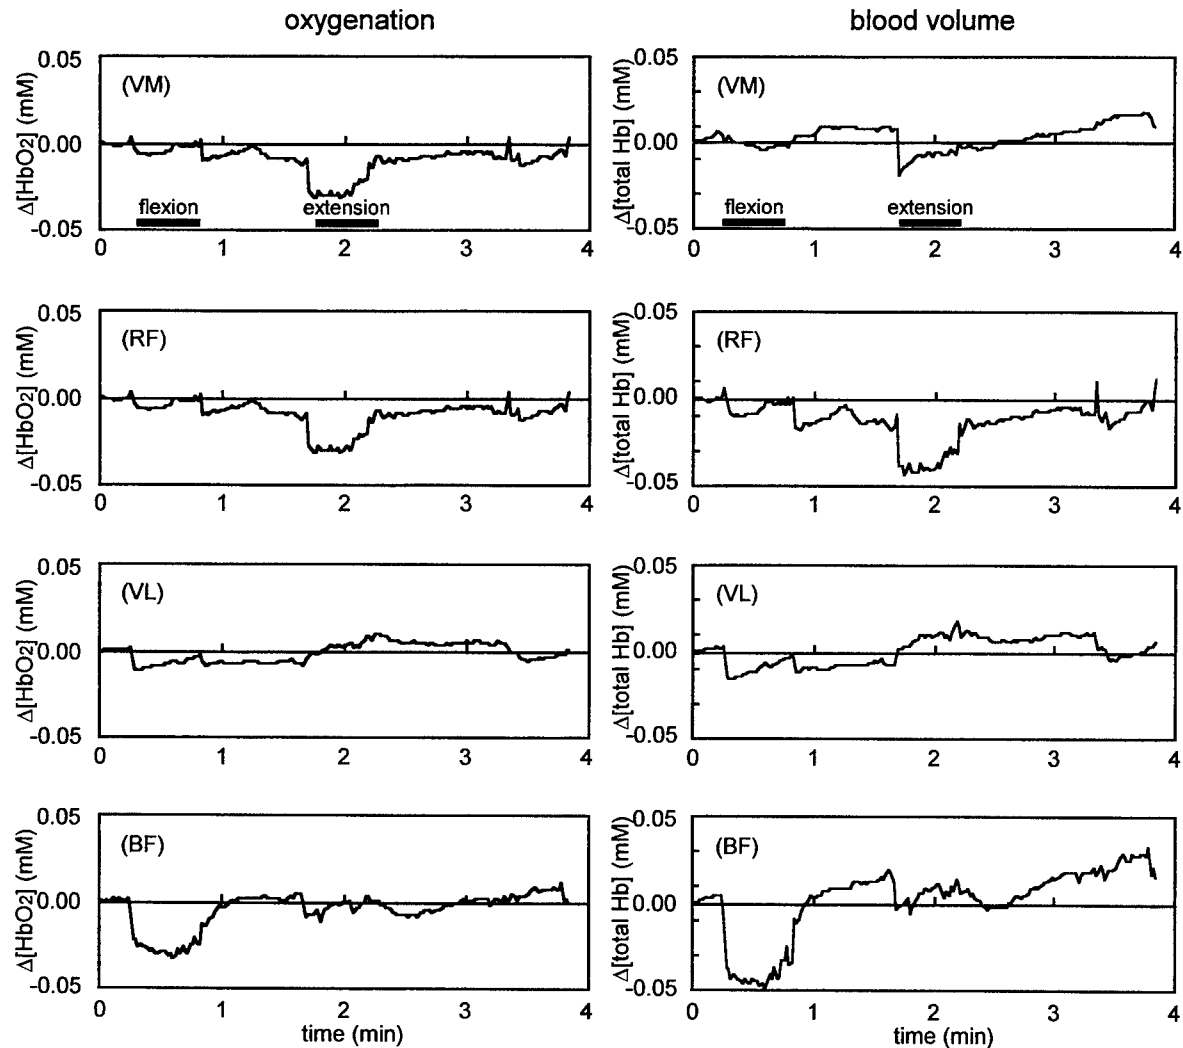 oxygenation
blood volume
Δ[HbO2] (mM)
0.05
0.00
-0.05
(VM)
flexion
extension
0 1 2 3 4
Δ[total Hb] (mM)
0.05
0.00
-0.05
(VM)
flexion
extension
0 1 2 3 4
Δ[HbO2] (mM)
0.05
0.00
-0.05
(RF)
0 1 2 3 4
Δ[total Hb] (mM)
0.05
0.00
-0.05
(RF)
0 1 2 3 4
Δ[HbO2] (mM)
0.05
0.00
-0.05
(VL)
0 1 2 3 4
Δ[total Hb] (mM)
0.05
0.00
-0.05
(VL)
0 1 2 3 4
Δ[HbO2] (mM)
0.05
0.00
-0.05
(BF)
0 1 2 3 4
time (min)
Δ[total Hb] (mM)
0.05
0.00
-0.05
(BF)
0 1 2 3 4
time (min)